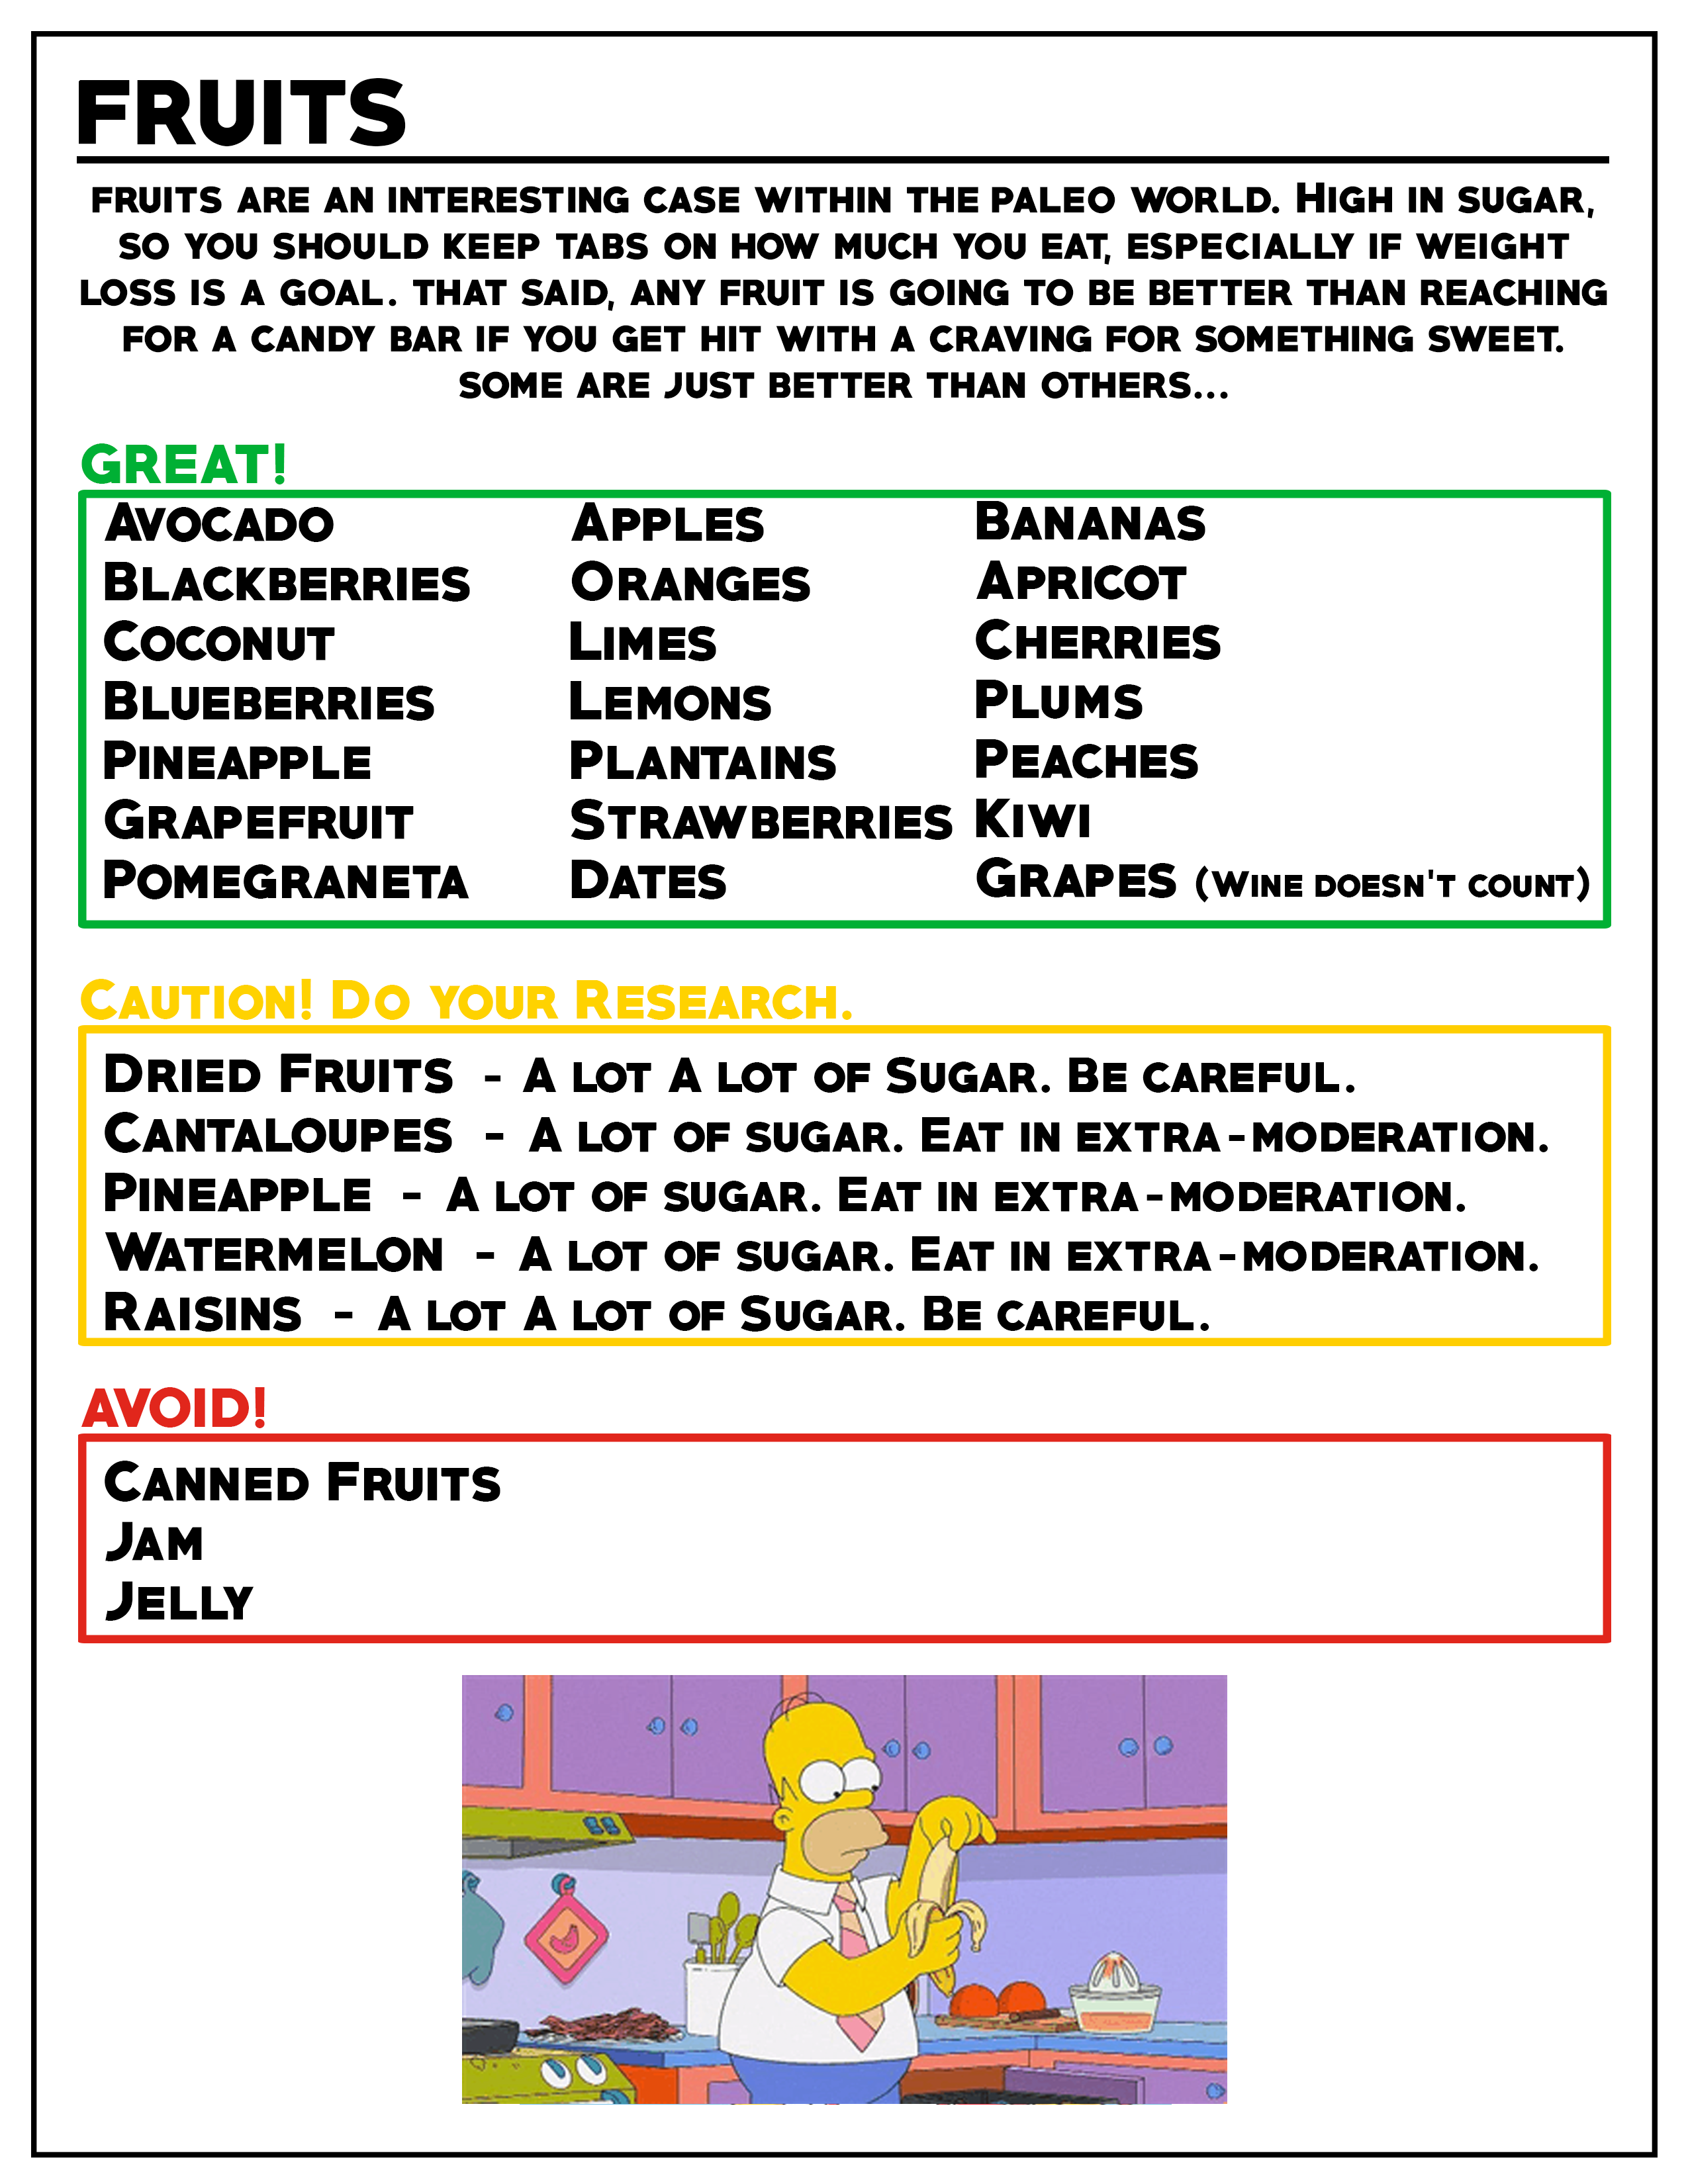 FRUITS
FRUITS ARE AN INTERESTING CASE WITHIN THE PALEO WORLD. HIGH IN SUGAR,
SO YOU SHOULD KEEP TABS ON HOW MUCH YOU EAT, ESPECIALLY IF WEIGHT
LOSS IS A GOAL. THAT SAID, ANY FRUIT IS GOING TO BE BETTER THAN REACHING
FOR A CANDY BAR IF YOU GET HIT WITH A CRAVING FOR SOMETHING SWEET.
SOME ARE JUST BETTER THAN OTHERS...
GREAT!
AVOCADO
BLACKBERRIES
COCONUT
BLUEBERRIES
PINEAPPLE
GRAPEFRUIT
POMEGRANETA
APPLES
ORANGES
LIMES
LEMONS
PLANTAINS
STRAWBERRIES
DATES
BANANAS
APRICOT
CHERRIES
PLUMS
PEACHES
KIWI
GRAPES (WINE DOESN'T COUNT)
CAUTION! DO YOUR RESEARCH.
DRIED FRUITS - A LOT A LOT OF SUGAR. BE CAREFUL.
CANTALOUPES - A LOT OF SUGAR. EAT IN EXTRA-MODERATION.
PINEAPPLE - A LOT OF SUGAR. EAT IN EXTRA-MODERATION.
WATERMELON - A LOT OF SUGAR. EAT IN EXTRA-MODERATION.
RAISINS - A LOT A LOT OF SUGAR. BE CAREFUL.
AVOID!
CANNED FRUITS
JAM
JELLY